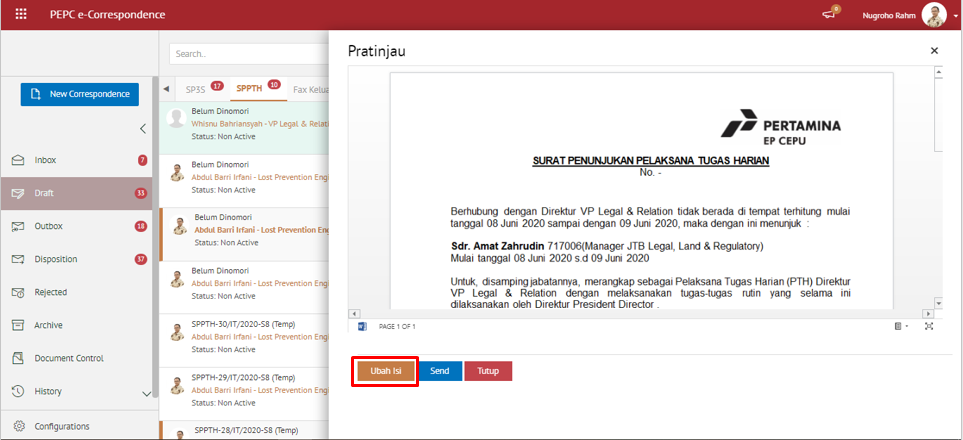 PEPC e-Correspondence
0
Nugroho Rahm
New Correspondence
Inbox 7
Draft 33
Outbox 18
Disposition 37
Rejected
Archive
Document Control
History
Configurations
Search..
SP3S 17 SPPTH 10 Fax Kelua
Belum Dinomori
Whisnu Bahriansyah - VP Legal & Relati
Status: Non Active
Belum Dinomori
Abdul Barri Irfani - Lost Prevention Eng
Status: Non Active
Belum Dinomori
Abdul Barri Irfani - Lost Prevention En
Status: Non Active
Belum Dinomori
Abdul Barri Irfani - Lost Prevention Eng
Status: Non Active
SPPTH-30/IT/2020-S8 (Temp)
Abdul Barri Irfani - Lost Prevention Eng
Status: Non Active
SPPTH-29/IT/2020-S8 (Temp)
Abdul Barri Irfani - Lost Prevention Eng
Status: Non Active
SPPTH-28/IT/2020-S8 (Temp)
Pratinjau
PERTAMINA
EP CEPU
SURAT PENUNJUKAN PELAKSANA TUGAS HARIAN
No. -
Berhubung dengan Direktur VP Legal & Relation tidak berada di tempat terhitung mulai
tanggal 08 Juni 2020 sampai dengan 09 Juni 2020, maka dengan ini menunjuk :
Sdr. Amat Zahrudin 717006(Manager JTB Legal, Land & Regulatory)
Mulai tanggal 08 Juni 2020 s.d 09 Juni 2020
Untuk, disamping jabatannya, merangkap sebagai Pelaksana Tugas Harian (PTH) Direktur
VP Legal & Relation dengan melaksanakan tugas-tugas rutin yang selama ini
dilaksanakan oleh Direktur President Director .
PAGE 1 OF 1
Ubah Isi Send Tutup